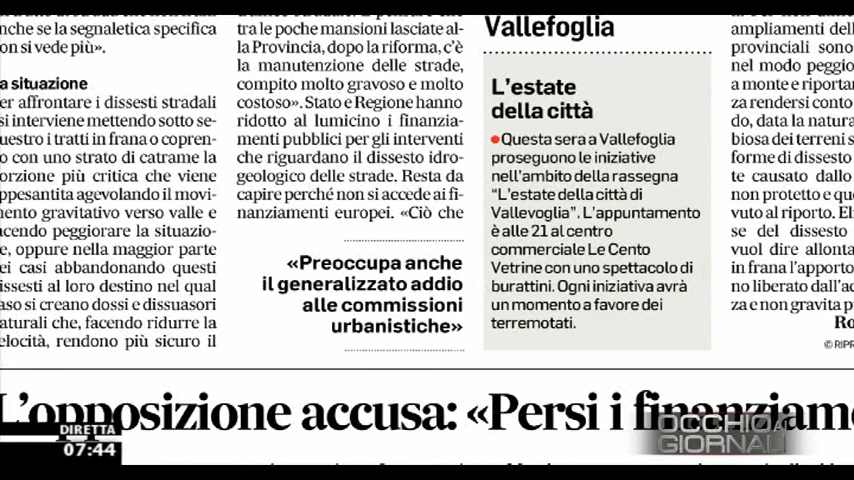 anche se la segnaletica specifica
non si vede più».
a situazione
er affrontare i dissesti stradali
si interviene mettendo sotto se-
uestro i tratti in frana o copren-
o con uno strato di catrame la
orzione più critica che viene
ppesantita agevolando il movi-
ento gravitativo verso valle e
acendo peggiorare la situazio-
e, oppure nella maggior parte
ei casi abbandonando questi
issesti al loro destino nel qual
aso si creano dossi e dissuasori
aturali che, facendo ridurre la
elocità, rendono più sicuro il
tra le poche mansioni lasciate al-
la Provincia, dopo la riforma, c'è
la manutenzione delle strade,
compito molto gravoso e molto
costoso». Stato e Regione hanno
ridotto al lumicino i finanzia-
menti pubblici per gli interventi
che riguardano il dissesto idro-
geologico delle strade. Resta da
capire perché non si accede ai fi-
nanziamenti europei. «Ciò che
«Preoccupa anche
il generalizzato addio
alle commissioni
urbanistiche»
Vallefoglia
L'estate
della città
Questa sera a Vallefoglia
proseguono le iniziative
nell'ambito della rassegna
"L'estate della città di
Vallevoglia". L'appuntamento
è alle 21 al centro
commerciale Le Cento
Vetrine con uno spettacolo di
burattini. Ogni iniziativa avrà
un momento a favore dei
terremotati.
ampliamenti dell
provinciali sono
nel modo peggio
a monte e riportan
za rendersi conto
do, data la natura
biosa dei terreni s
forme di dissesto
te causato dallo
non protetto e que
vuto al riporto. Eli
se del dissesto
vuol dire allonta
in frana l'apporto
no liberato dall'ac
za e non gravita p
Ro
© RIPR
L'opposizione accusa: «Persi i finanziame
DIRETTA
07:44
OCCHIO AI
GIORNALI